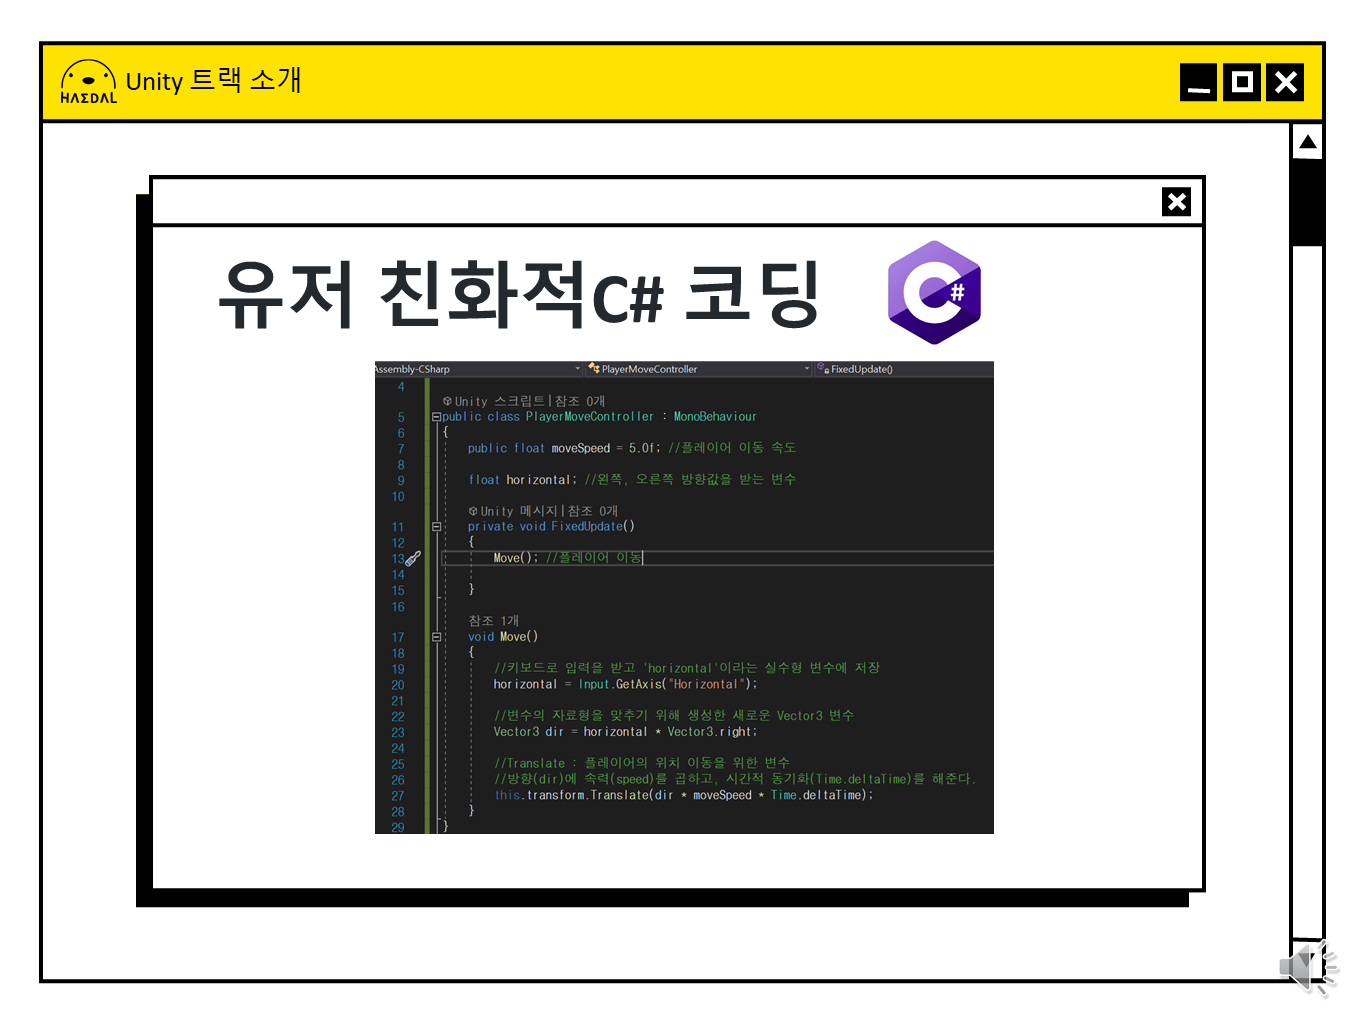 HAEDAL
Unity 트랙 소개
유저 친화적C# 코딩
C#
Assembly-CSharp PlayerMoveController FixedUpdate()
4
Unity 스크립트|참조 0개
5 public class PlayerMoveController : MonoBehaviour
6 {
7 public float moveSpeed = 5.0f; //플레이어 이동 속도
8
9 float horizontal; //왼쪽, 오른쪽 방향값을 받는 변수
10
Unity 메시지|참조 0개
11 private void FixedUpdate()
12 {
13 Move(); //플레이어 이동
14
15 }
16
참조 1개
17 void Move()
18 {
19 //키보드로 입력을 받고 'horizontal'이라는 실수형 변수에 저장
20 horizontal = Input.GetAxis("Horizontal");
21
22 //변수의 자료형을 맞추기 위해 생성한 새로운 Vector3 변수
23 Vector3 dir = horizontal * Vector3.right;
24
25 //Translate : 플레이어의 위치 이동을 위한 변수
26 //방향(dir)에 속력(speed)를 곱하고, 시간적 동기화(Time.deltaTime)를 해준다.
27 this.transform.Translate(dir * moveSpeed * Time.deltaTime);
28 }
29 }